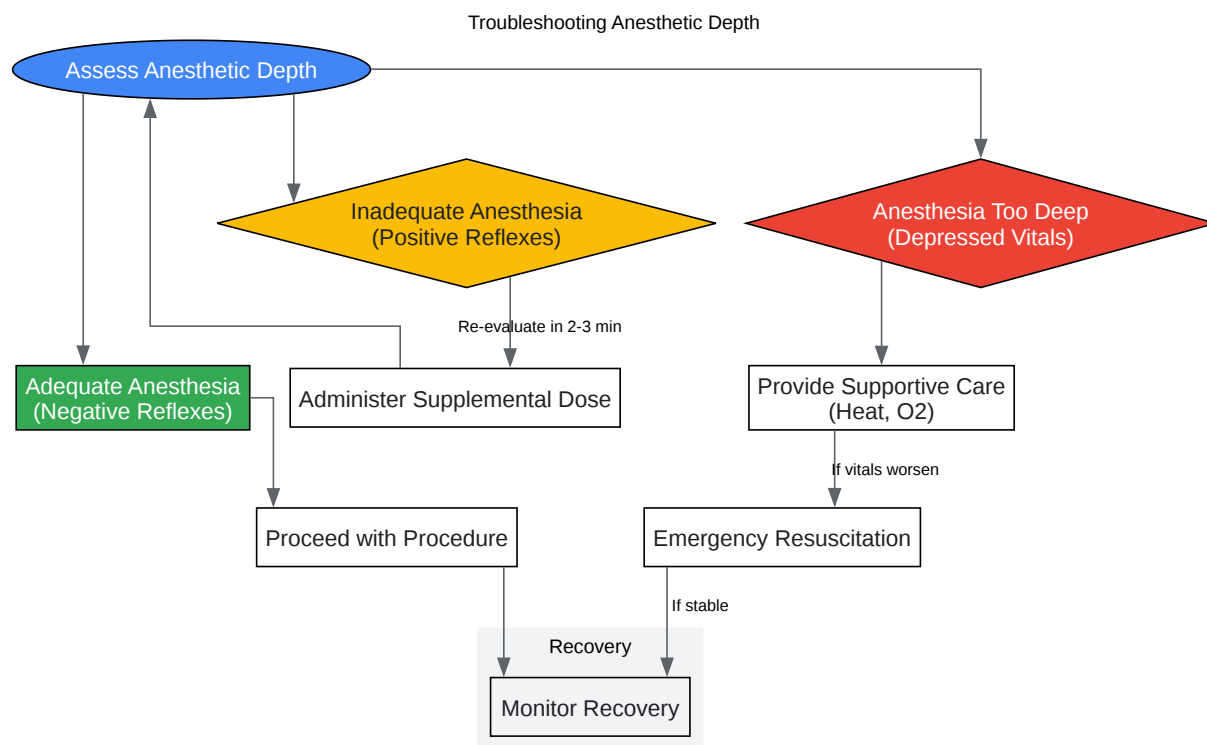 Troubleshooting Anesthetic Depth
Assess Anesthetic Depth
Inadequate Anesthesia
(Positive Reflexes)
Anesthesia Too Deep
(Depressed Vitals)
Re-evaluate in 2-3 min
Adequate Anesthesia
(Negative Reflexes)
Administer Supplemental Dose
Provide Supportive Care
(Heat, O2)
If vitals worsen
Proceed with Procedure
Emergency Resuscitation
If stable
Recovery
Monitor Recovery